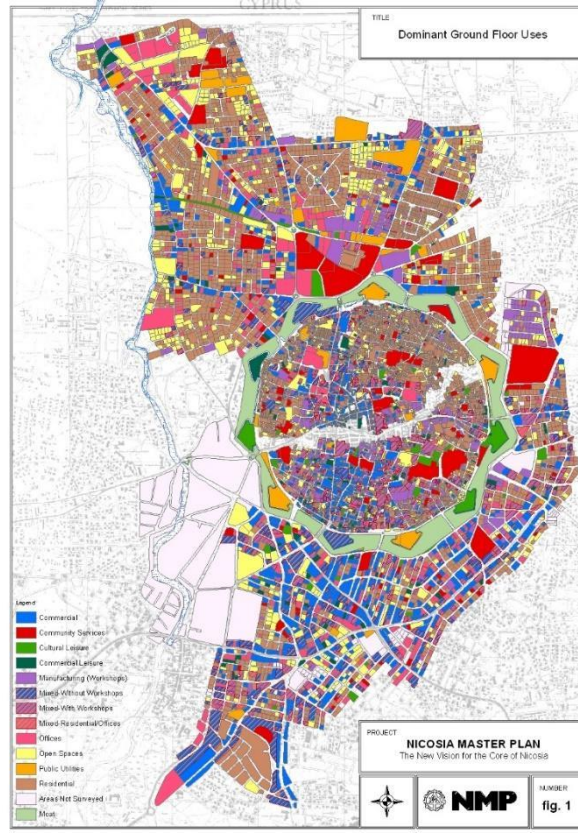 CYPRUS
TITLE
Dominant Ground Floor Uses
Legend
Commercial
Community Services
Cultural Leisure
Commercial Leisure
Manufacturing (Workshops)
Mixed-Without Workshops
Mixed-With Workshops
Mixed-Residential/Offices
Offices
Open Spaces
Public Utilities
Residential
Areas Not Surveyed
Moat
PROJECT
NICOSIA MASTER PLAN
The New Vision for the Core of Nicosia
NMP
NUMBER
fig. 1